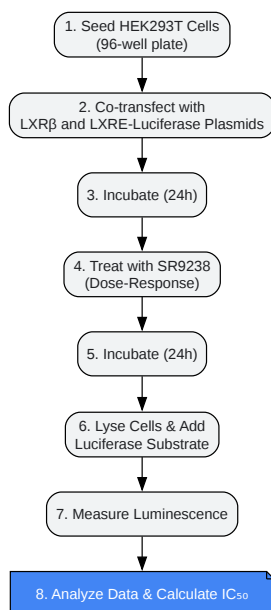 1. Seed HEK293T Cells
(96-well plate)
2. Co-transfect with
LXRβ and LXRE-Luciferase Plasmids
3. Incubate (24h)
4. Treat with SR9238
(Dose-Response)
5. Incubate (24h)
6. Lyse Cells & Add
Luciferase Substrate
7. Measure Luminescence
8. Analyze Data & Calculate IC₅₀